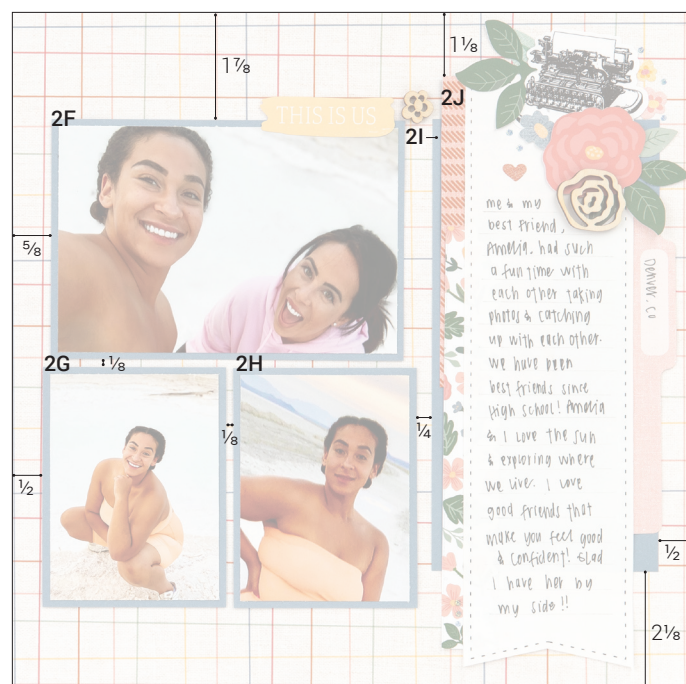 1⅞
1⅛
2F
THIS IS US
2J
2I
⅝
me & my
best friend,
Amelia, had such
a fun time with
each other taking
photos & catching
up with each other.
we have been
best friends since
High school! Amelia
& I love the sun
& exploring where
we live. I love
good friends that
make you feel good
& confident! Glad
I have her by
my side!!
Denver, CO
2G
⅛
2H
⅛
¼
½
½
2⅛